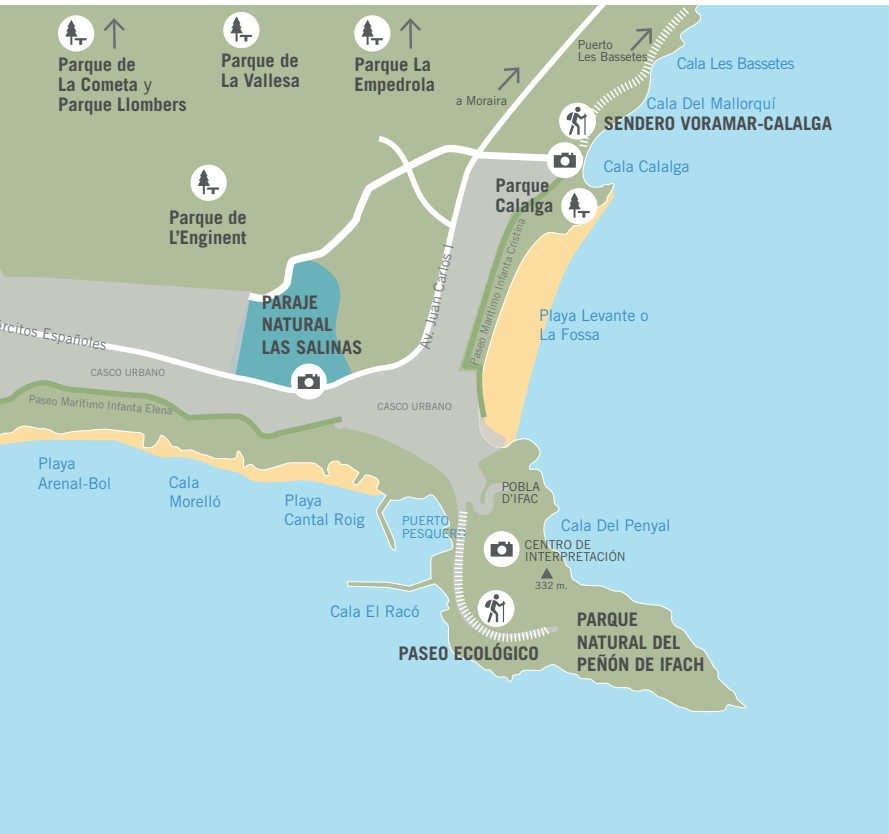 Parque de
La Cometa y
Parque Llombers
Parque de
La Vallesa
Parque La
Empedrola
a Moraira
Puerto
Les Bassetes
Cala Les Bassetes
Cala Del Mallorquí
SENDERO VORAMAR-CALALGA
Cala Calalga
Parque
Calalga
Parque de
L'Enginent
PARAJE
NATURAL
LAS SALINAS
Av. Juan Carlos I
Paseo Marítimo Infanta Cristina
Playa Levante o
La Fossa
Españoles
CASCO URBANO
Paseo Marítimo Infanta Elena
CASCO URBANO
Playa
Arenal-Bol
Cala
Morelló
Playa
Cantal Roig
PUERTO
PESQUERO
POBLA
D'IFAC
Cala Del Penyal
CENTRO DE
INTERPRETACIÓN
332 m.
Cala El Racó
PASEO ECOLÓGICO
PARQUE
NATURAL DEL
PEÑÓN DE IFACH